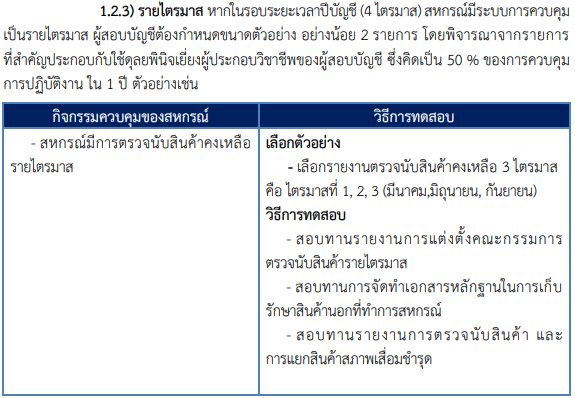 1.2.3) รายไตรมาส หากในรอบระยะเวลาปีบัญชี (4 ไตรมาส) สหกรณ์มีระบบการควบคุม
เป็นรายไตรมาส ผู้สอบบัญชีต้องกำหนดขนาดตัวอย่าง อย่างน้อย 2 รายการ โดยพิจารณาจากรายการ
ที่สำคัญประกอบกับใช้ดุลยพินิจเยี่ยงผู้ประกอบวิชาชีพของผู้สอบบัญชี ซึ่งคิดเป็น 50 % ของการควบคุม
การปฏิบัติงาน ใน 1 ปี ตัวอย่างเช่น
กิจกรรมควบคุมของสหกรณ์
วิธีการทดสอบ
- สหกรณ์มีการตรวจนับสินค้าคงเหลือ
รายไตรมาส
เลือกตัวอย่าง
- เลือกรายงานตรวจนับสินค้าคงเหลือ 3 ไตรมาส
คือ ไตรมาสที่ 1, 2, 3 (มีนาคม,มิถุนายน, กันยายน)
วิธีการทดสอบ
- สอบทานรายงานการแต่งตั้งคณะกรรมการ
ตรวจนับสินค้ารายไตรมาส
- สอบทานการจัดทำเอกสารหลักฐานในการเก็บ
รักษาสินค้านอกที่ทำการสหกรณ์
- สอบทานรายงานการตรวจนับสินค้า และ
การแยกสินค้าสภาพเสื่อมชำรุด